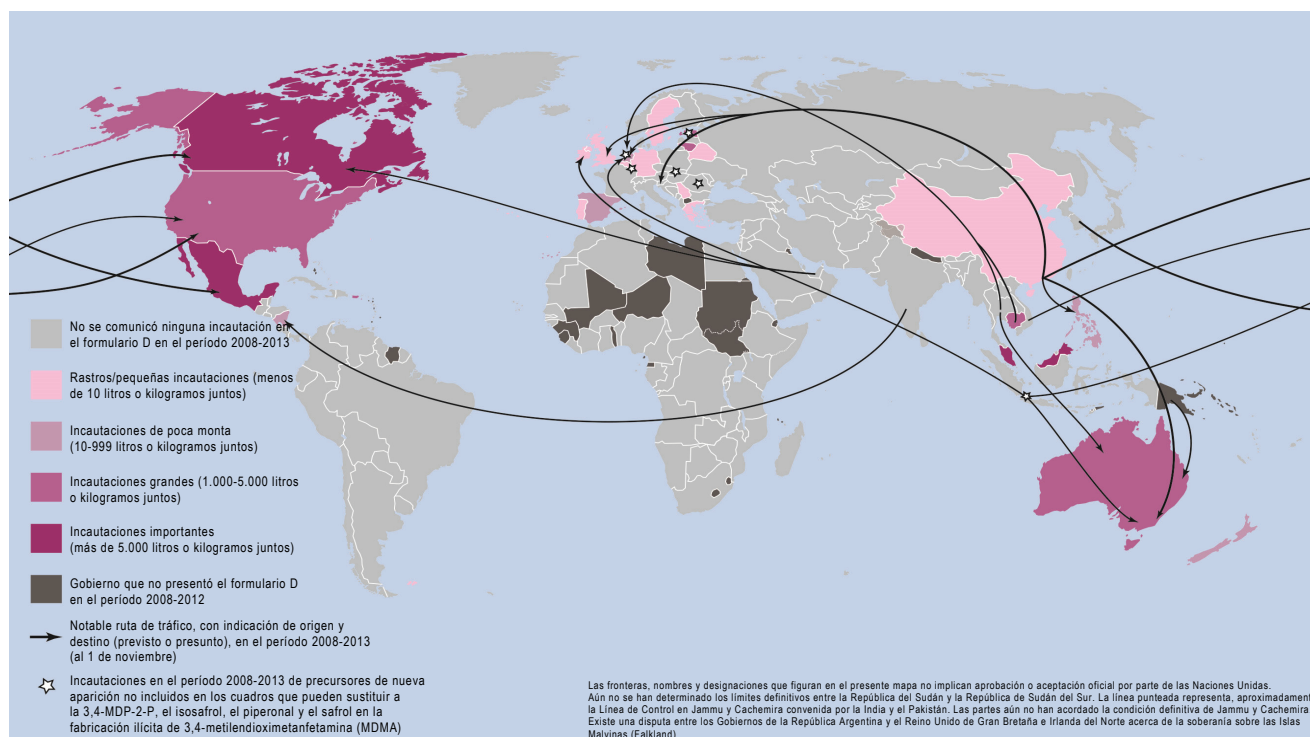 No se comunicó ninguna incautación en
el formulario D en el período 2008-2013
Rastros/pequeñas incautaciones (menos
de 10 litros o kilogramos juntos)
Incautaciones de poca monta
(10-999 litros o kilogramos juntos)
Incautaciones grandes (1.000-5.000 litros
o kilogramos juntos)
Incautaciones importantes
(más de 5.000 litros o kilogramos juntos)
Gobierno que no presentó el formulario D
en el período 2008-2012
Notable ruta de tráfico, con indicación de origen y
destino (previsto o presunto), en el período 2008-2013
(al 1 de noviembre)
Incautaciones en el período 2008-2013 de precursores de nueva
aparición no incluidos en los cuadros que pueden sustituir a
la 3,4-MDP-2-P, el isosafrol, el piperonal y el safrol en la
fabricación ilícita de 3,4-metilendioximetanfetamina (MDMA)
Las fronteras, nombres y designaciones que figuran en el presente mapa no implican aprobación o aceptación oficial por parte de las Naciones Unidas.
Aún no se han determinado los límites definitivos entre la República del Sudán y la República de Sudán del Sur. La línea punteada representa, aproximadament
la Línea de Control en Jammu y Cachemira convenida por la India y el Pakistán. Las partes aún no han acordado la condición definitiva de Jammu y Cachemira
Existe una disputa entre los Gobiernos de la República Argentina y el Reino Unido de Gran Bretaña e Irlanda del Norte acerca de la soberanía sobre las Islas
Malvinas (Falkland)